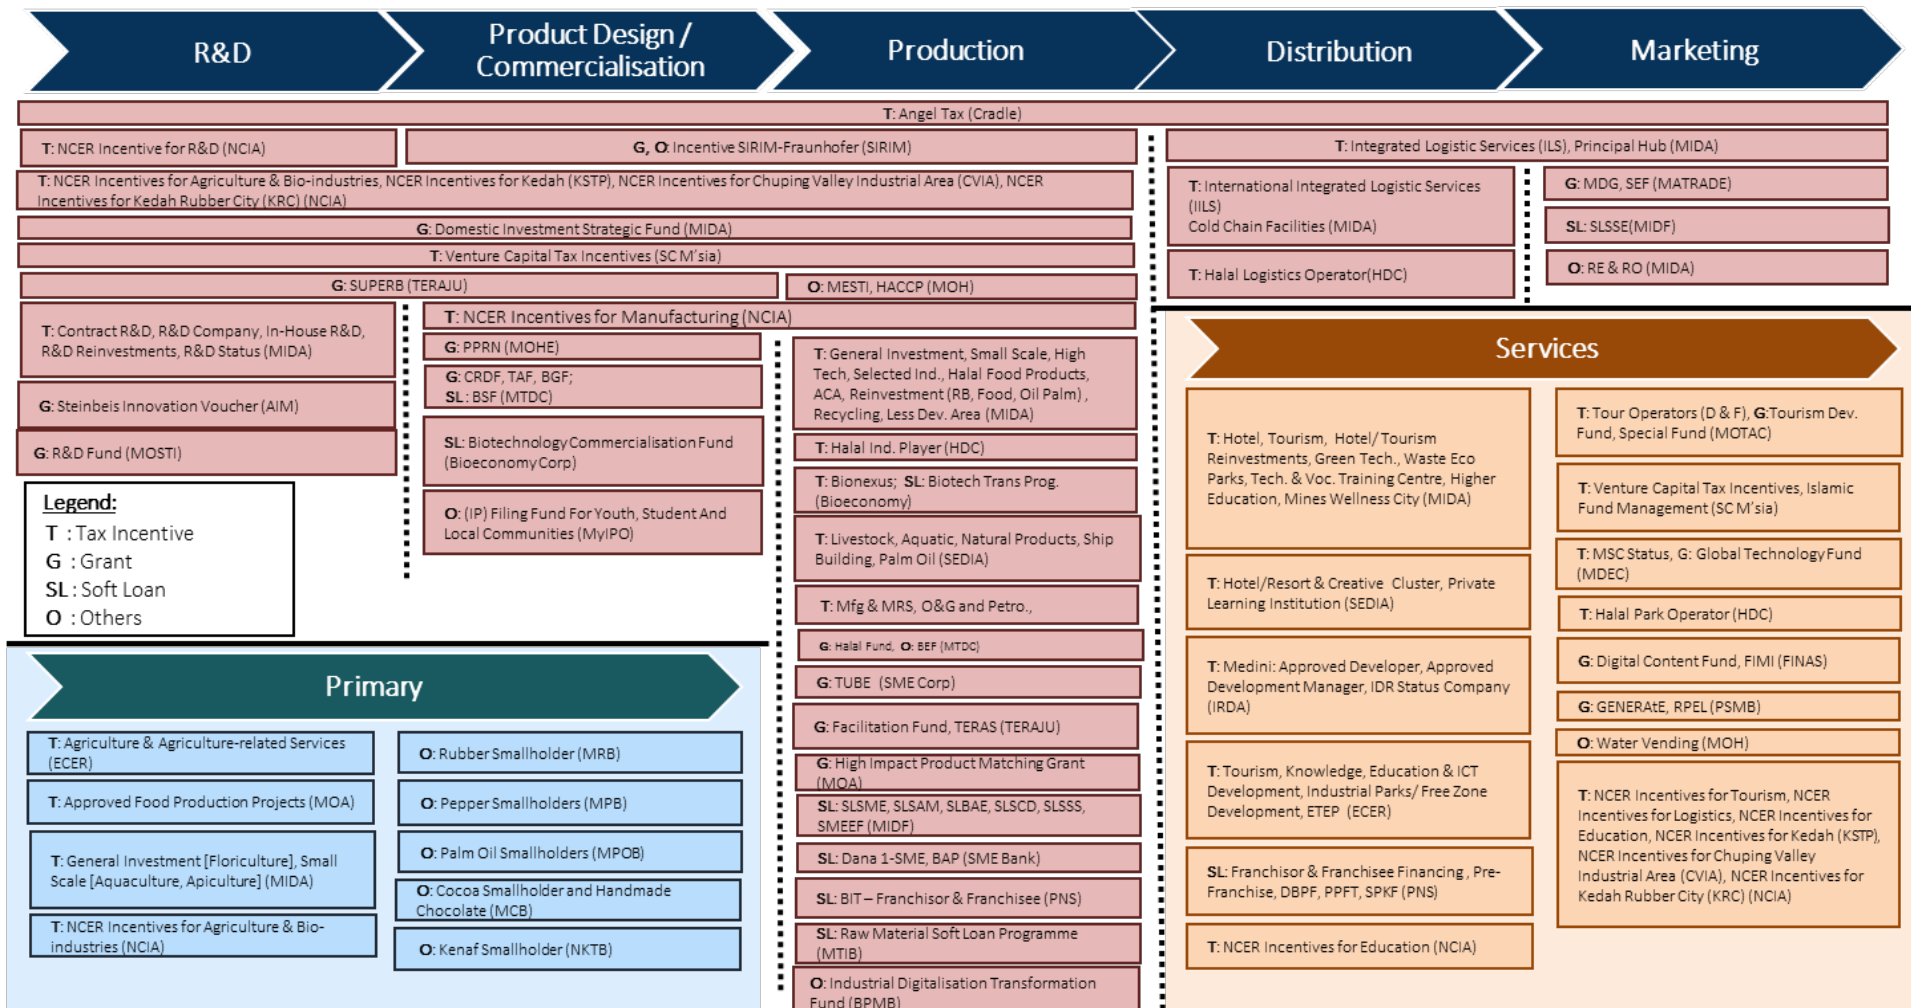 R&D
Product Design /
Commercialisation
Production
Distribution
Marketing
T: Angel Tax (Cradle)
T: NCER Incentive for R&D (NCIA)
G, O: Incentive SIRIM-Fraunhofer (SIRIM)
T: Integrated Logistic Services (ILS), Principal Hub (MIDA)
T: NCER Incentives for Agriculture & Bio-industries, NCER Incentives for Kedah (KSTP), NCER Incentives for Chuping Valley Industrial Area (CVIA), NCER
Incentives for Kedah Rubber City (KRC) (NCIA)
G: Domestic Investment Strategic Fund (MIDA)
T: Venture Capital Tax Incentives (SC M'sia)
G: SUPERB (TERAJU)
O: MESTI, HACCP (MOH)
T: International Integrated Logistic Services
(IILS)
Cold Chain Facilities (MIDA)
T: Halal Logistics Operator(HDC)
G: MDG, SEF (MATRADE)
SL: SLSSE(MIDF)
O: RE & RO (MIDA)
T: Contract R&D, R&D Company, In-House R&D,
R&D Reinvestments, R&D Status (MIDA)
G: Steinbeis Innovation Voucher (AIM)
G: R&D Fund (MOSTI)
T: NCER Incentives for Manufacturing (NCIA)
G: PPRN (MOHE)
G: CRDF, TAF, BGF;
SL: BSF (MTDC)
SL: Biotechnology Commercialisation Fund
(Bioeconomy Corp)
O: (IP) Filing Fund For Youth, Student And
Local Communities (MyIPO)
T: General Investment, Small Scale, High
Tech, Selected Ind., Halal Food Products,
ACA, Reinvestment (RB, Food, Oil Palm) ,
Recycling, Less Dev. Area (MIDA)
T: Halal Ind. Player (HDC)
T: Bionexus; SL: Biotech Trans Prog.
(Bioeconomy)
T: Livestock, Aquatic, Natural Products, Ship
Building, Palm Oil (SEDIA)
T: Mfg & MRS, O&G and Petro.,
G: Halal Fund, O: BEF (MTDC)
G: TUBE (SME Corp)
G: Facilitation Fund, TERAS (TERAJU)
G: High Impact Product Matching Grant
(MOA)
SL: SLSME, SLSAM, SLBAE, SLSCD, SLSSS,
SMEEF (MIDF)
SL: Dana 1-SME, BAP (SME Bank)
SL: BIT – Franchisor & Franchisee (PNS)
SL: Raw Material Soft Loan Programme
(MTIB)
O: Industrial Digitalisation Transformation
Fund (BPMB)
Legend:
T : Tax Incentive
G : Grant
SL : Soft Loan
O : Others
Primary
T: Agriculture & Agriculture-related Services
(ECER)
T: Approved Food Production Projects (MOA)
T: General Investment [Floriculture], Small
Scale [Aquaculture, Apiculture] (MIDA)
T: NCER Incentives for Agriculture & Bio-
industries (NCIA)
O: Rubber Smallholder (MRB)
O: Pepper Smallholders (MPB)
O: Palm Oil Smallholders (MPOB)
O: Cocoa Smallholder and Handmade
Chocolate (MCB)
O: Kenaf Smallholder (NKTB)
Services
T: Hotel, Tourism, Hotel/ Tourism
Reinvestments, Green Tech., Waste Eco
Parks, Tech. & Voc. Training Centre, Higher
Education, Mines Wellness City (MIDA)
T: Hotel/Resort & Creative Cluster, Private
Learning Institution (SEDIA)
T: Medini: Approved Developer, Approved
Development Manager, IDR Status Company
(IRDA)
T: Tourism, Knowledge, Education & ICT
Development, Industrial Parks/ Free Zone
Development, ETEP (ECER)
SL: Franchisor & Franchisee Financing , Pre-
Franchise, DBPF, PPFT, SPKF (PNS)
T: NCER Incentives for Education (NCIA)
T: Tour Operators (D & F), G:Tourism Dev.
Fund, Special Fund (MOTAC)
T: Venture Capital Tax Incentives, Islamic
Fund Management (SC M'sia)
T: MSC Status, G: Global Technology Fund
(MDEC)
T: Halal Park Operator (HDC)
G: Digital Content Fund, FIMI (FINAS)
G: GENERAtE, RPEL (PSMB)
O: Water Vending (MOH)
T: NCER Incentives for Tourism, NCER
Incentives for Logistics, NCER Incentives for
Education, NCER Incentives for Kedah (KSTP),
NCER Incentives for Chuping Valley
Industrial Area (CVIA), NCER Incentives for
Kedah Rubber City (KRC) (NCIA)